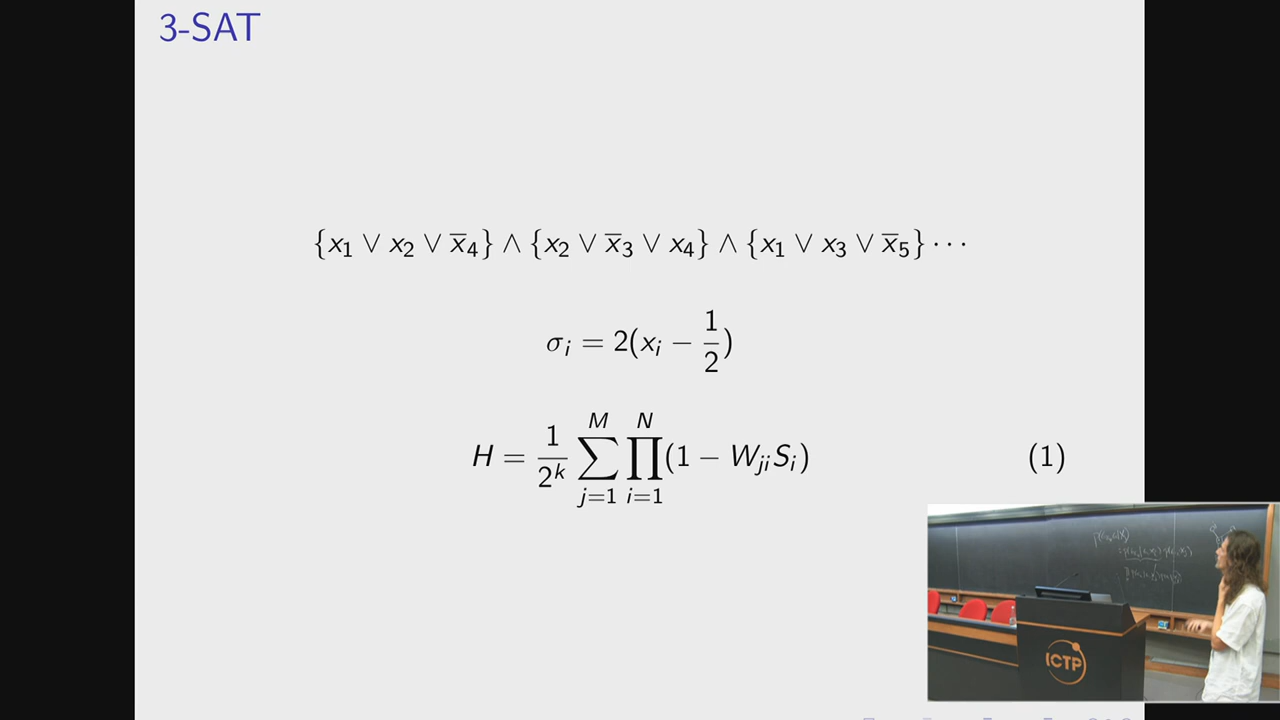 3-SAT
{x₁ ∨ x₂ ∨ x̅₄} ∧ {x₂ ∨ x̅₃ ∨ x₄} ∧ {x₁ ∨ x₃ ∨ x̅₅} ⋯
σᵢ = 2(xᵢ − 1/2)
H = 1/2ᵏ ∑_{j=1}^{M} ∏_{i=1}^{N} (1 − W_{ji}S_i) (1)
ICTP